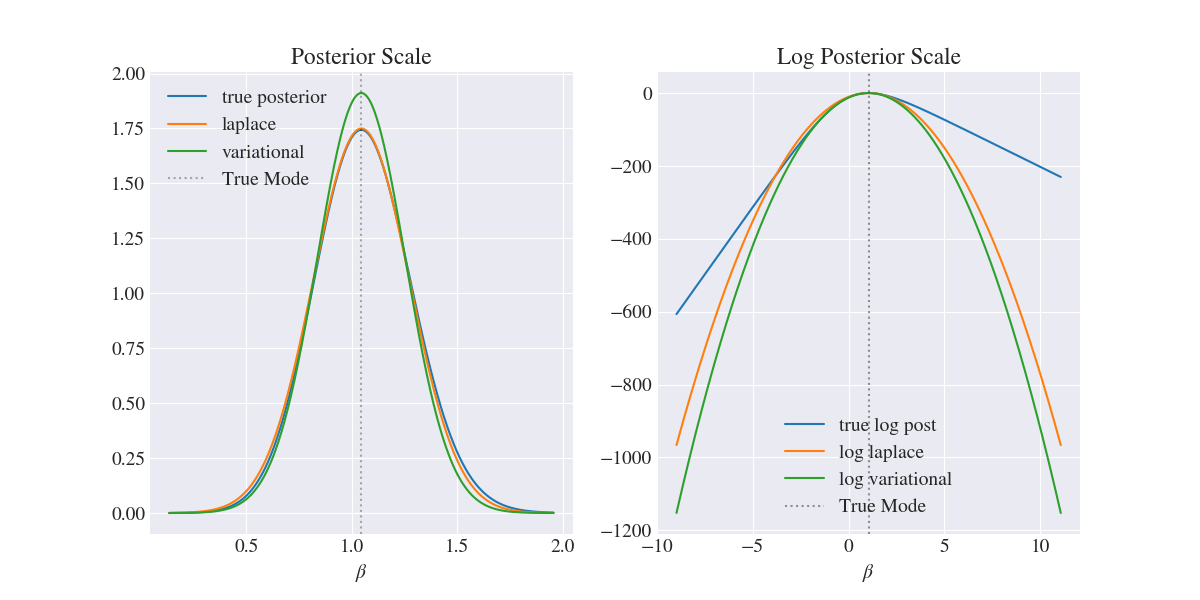 Posterior Scale
2.00
1.75
1.50
1.25
1.00
0.75
0.50
0.25
0.00
true posterior
laplace
variational
True Mode
0.5 1.0 1.5 2.0
β
Log Posterior Scale
0
−200
−400
−600
−800
−1000
−1200
true log post
log laplace
log variational
True Mode
−10 −5 0 5 10
β